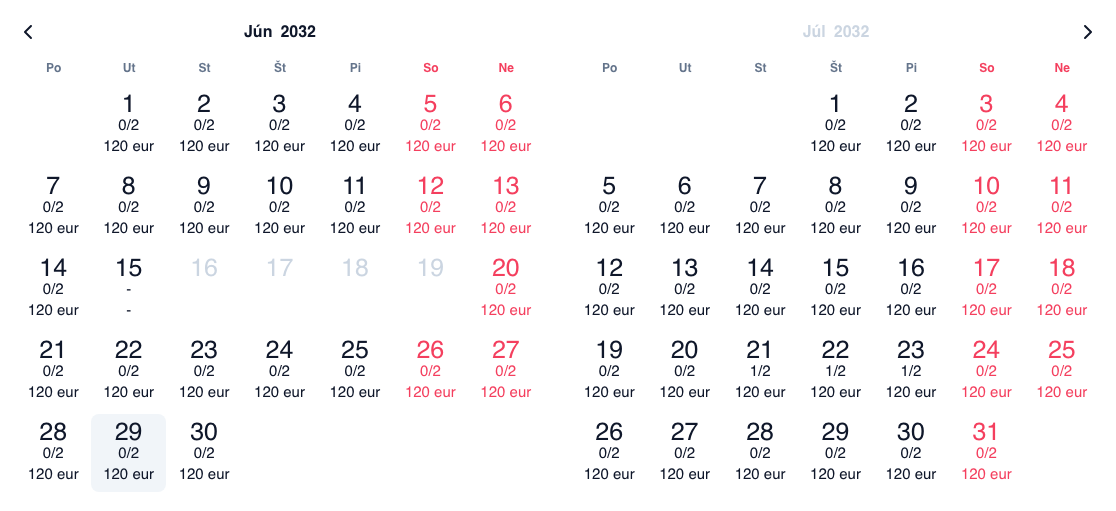 Jún 2032
Po Ut St Št Pi So Ne
1 2 3 4 5 6
0/2 0/2 0/2 0/2 0/2 0/2
120 eur 120 eur 120 eur 120 eur 120 eur 120 eur
7 8 9 10 11 12 13
0/2 0/2 0/2 0/2 0/2 0/2 0/2
120 eur 120 eur 120 eur 120 eur 120 eur 120 eur 120 eur
14 15 16 17 18 19 20
0/2 - 0/2
120 eur - 120 eur
21 22 23 24 25 26 27
0/2 0/2 0/2 0/2 0/2 0/2 0/2
120 eur 120 eur 120 eur 120 eur 120 eur 120 eur 120 eur
28 29 30
0/2 0/2 0/2
120 eur 120 eur 120 eur
Júl 2032
Po Ut St Št Pi So Ne
1 2 3 4
0/2 0/2 0/2 0/2
120 eur 120 eur 120 eur 120 eur
5 6 7 8 9 10 11
0/2 0/2 0/2 0/2 0/2 0/2 0/2
120 eur 120 eur 120 eur 120 eur 120 eur 120 eur 120 eur
12 13 14 15 16 17 18
0/2 0/2 0/2 0/2 0/2 0/2 0/2
120 eur 120 eur 120 eur 120 eur 120 eur 120 eur 120 eur
19 20 21 22 23 24 25
0/2 0/2 1/2 1/2 1/2 0/2 0/2
120 eur 120 eur 120 eur 120 eur 120 eur 120 eur 120 eur
26 27 28 29 30 31
0/2 0/2 0/2 0/2 0/2 0/2
120 eur 120 eur 120 eur 120 eur 120 eur 120 eur